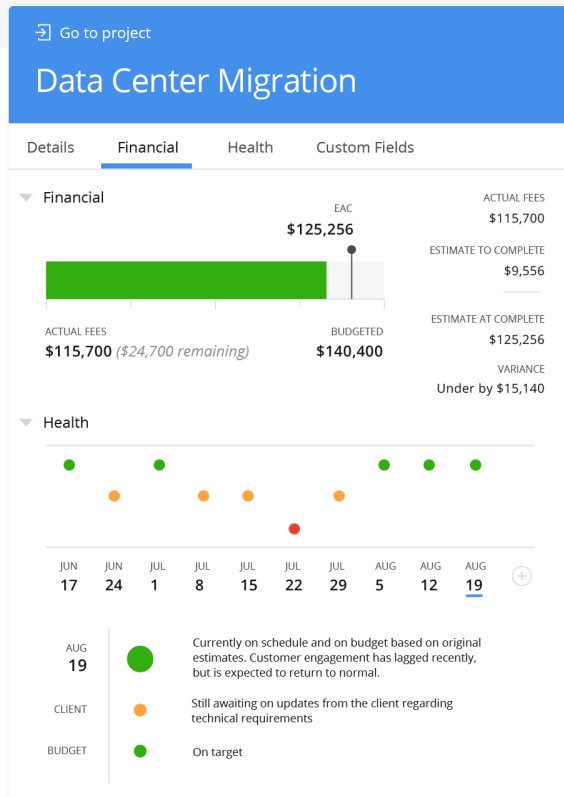 Go to project
Data Center Migration
Details Financial Health Custom Fields
Financial
EAC
$125,256
ACTUAL FEES
$115,700 ($24,700 remaining)
BUDGETED
$140,400
ACTUAL FEES
$115,700
ESTIMATE TO COMPLETE
$9,556
ESTIMATE AT COMPLETE
$125,256
VARIANCE
Under by $15,140
Health
JUN JUN JUL JUL JUL JUL JUL AUG AUG AUG
17 24 1 8 15 22 29 5 12 19
AUG
19
Currently on schedule and on budget based on original
estimates. Customer engagement has lagged recently,
but is expected to return to normal.
CLIENT
Still awaiting on updates from the client regarding
technical requirements
BUDGET
On target